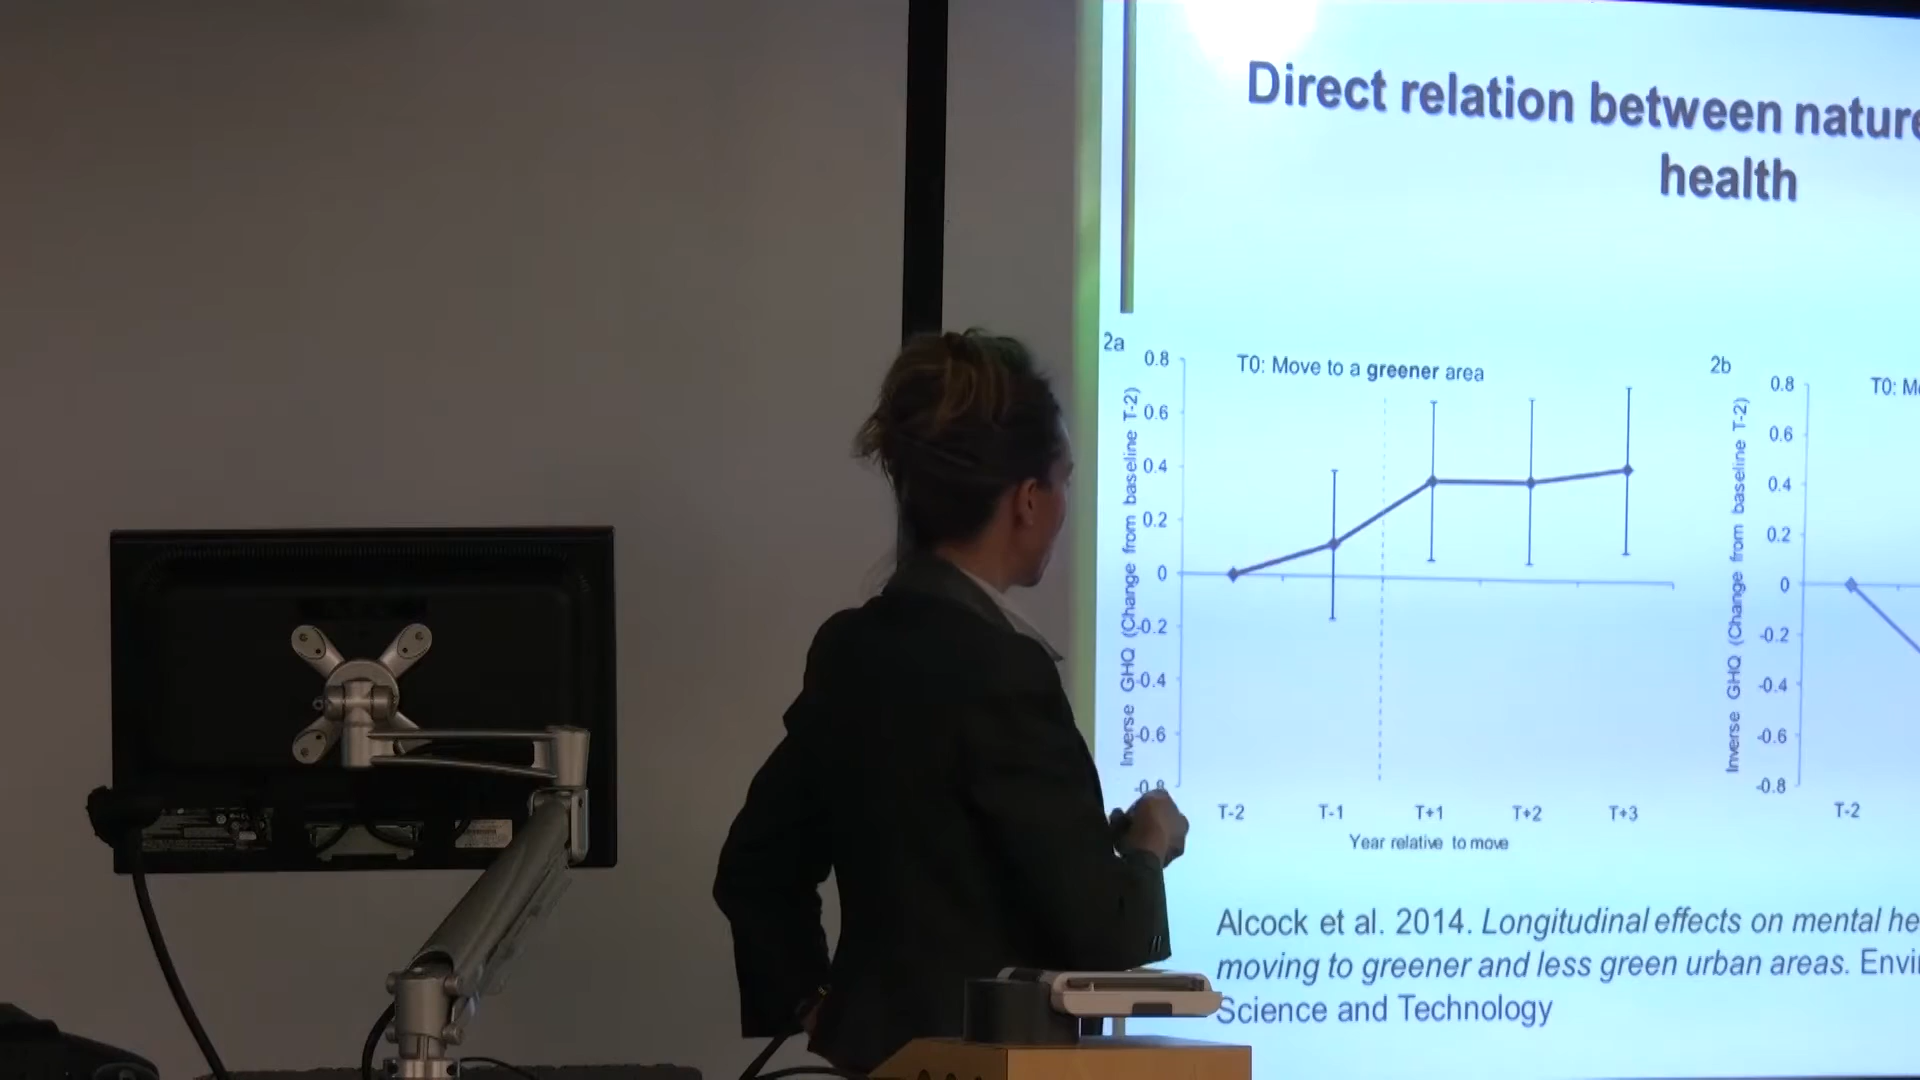 Direct relation between nature
health
2a
T0: Move to a greener area
Inverse GHQ (Change from baseline T-2)
0.8
0.6
0.4
0.2
0
-0.2
-0.4
-0.6
-0.8
T-2 T-1 T+1 T+2 T+3
Year relative to move
2b
T0:
Inverse GHQ (Change from baseline T-2)
0.8
0.6
0.4
0.2
0
-0.2
-0.4
-0.6
-0.8
T-2
Alcock et al. 2014. Longitudinal effects on mental
moving to greener and less green urban areas.
Science and Technology